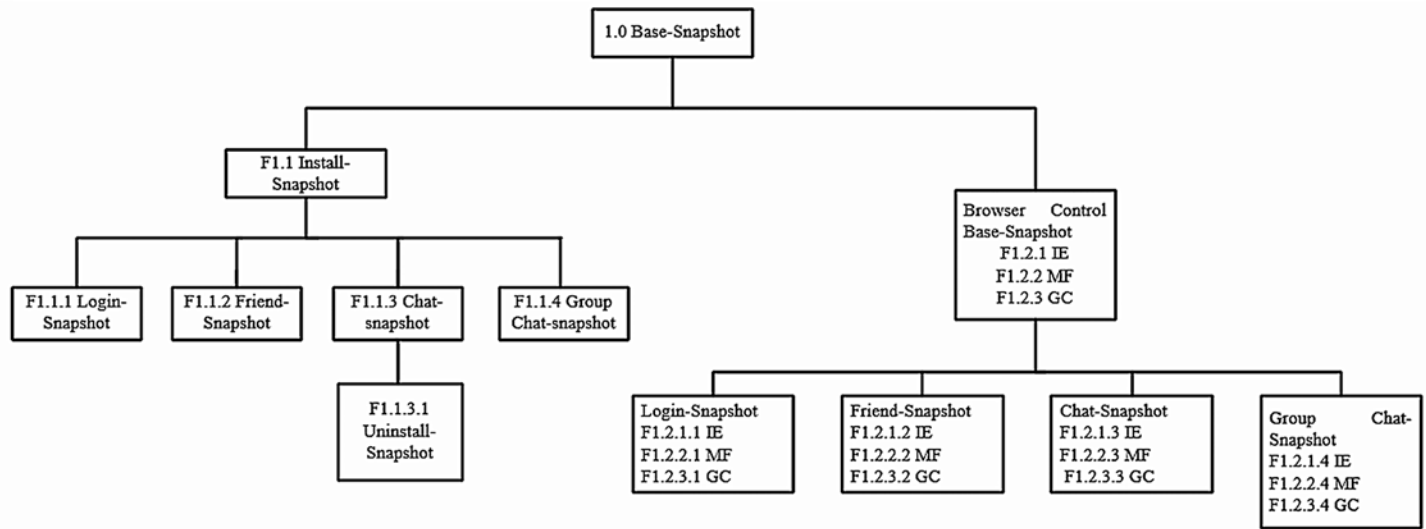 1.0 Base-Snapshot
F1.1 Install-
Snapshot
F1.1.1 Login-
Snapshot
F1.1.2 Friend-
Snapshot
F1.1.3 Chat-
snapshot
F1.1.4 Group
Chat-snapshot
F1.1.3.1
Uninstall-
Snapshot
Browser Control
Base-Snapshot
F1.2.1 IE
F1.2.2 MF
F1.2.3 GC
Login-Snapshot
F1.2.1.1 IE
F1.2.2.1 MF
F1.2.3.1 GC
Friend-Snapshot
F1.2.1.2 IE
F1.2.2.2 MF
F1.2.3.2 GC
Chat-Snapshot
F1.2.1.3 IE
F1.2.2.3 MF
F1.2.3.3 GC
Group Chat-
Snapshot
F1.2.1.4 IE
F1.2.2.4 MF
F1.2.3.4 GC